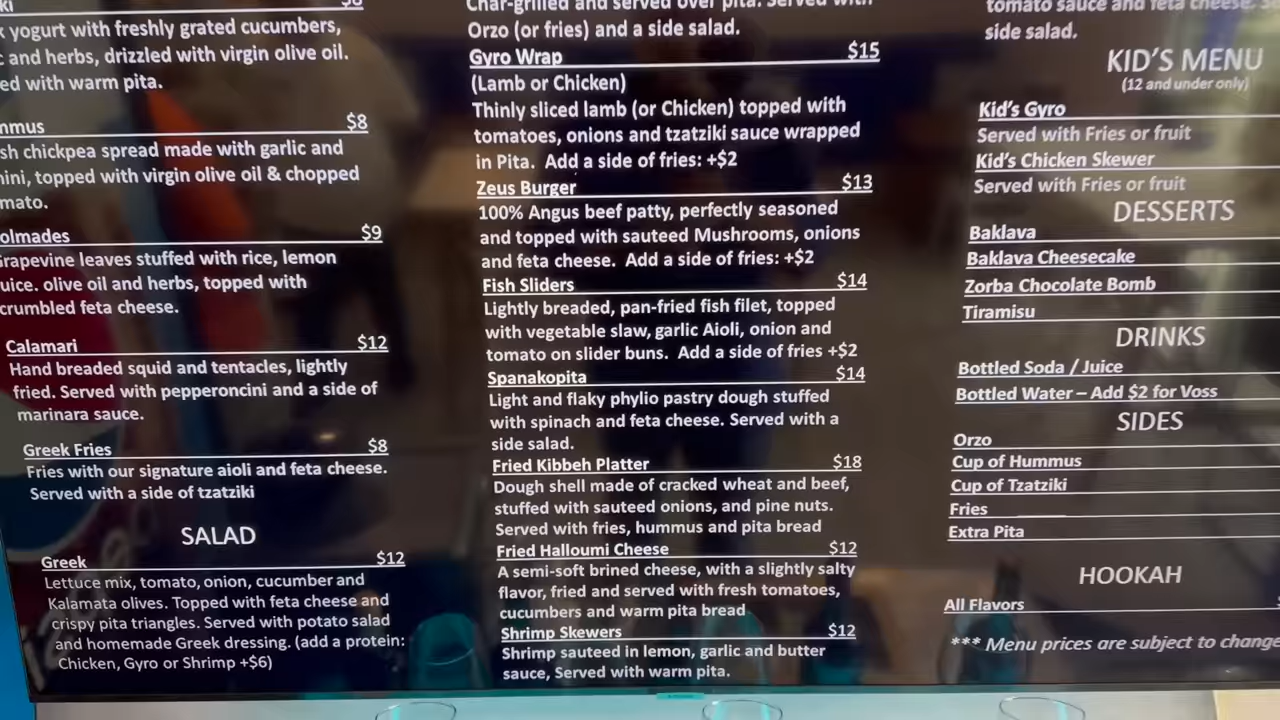 yogurt with freshly grated cucumbers,
and herbs, drizzled with virgin olive oil.
with warm pita.
$8
chickpea spread made with garlic and
topped with virgin olive oil & chopped
$9
Grapevine leaves stuffed with rice, lemon
olive oil and herbs, topped with
crumbled feta cheese.
Calamari $12
Hand breaded squid and tentacles, lightly
fried. Served with pepperoncini and a side of
marinara sauce.
Greek Fries $8
Fries with our signature aioli and feta cheese.
Served with a side of tzatziki
SALAD
Greek $12
Lettuce mix, tomato, onion, cucumber and
Kalamata olives. Topped with feta cheese and
crispy pita triangles. Served with potato salad
and homemade Greek dressing. (add a protein:
Chicken, Gyro or Shrimp +$6)
Char-grilled and served over pita. Served with
Orzo (or fries) and a side salad.
Gyro Wrap $15
(Lamb or Chicken)
Thinly sliced lamb (or Chicken) topped with
tomatoes, onions and tzatziki sauce wrapped
in Pita. Add a side of fries: +$2
Zeus Burger $13
100% Angus beef patty, perfectly seasoned
and topped with sauteed Mushrooms, onions
and feta cheese. Add a side of fries: +$2
Fish Sliders $14
Lightly breaded, pan-fried fish filet, topped
with vegetable slaw, garlic Aioli, onion and
tomato on slider buns. Add a side of fries +$2
Spanakopita $14
Light and flaky phylio pastry dough stuffed
with spinach and feta cheese. Served with a
side salad.
Fried Kibbeh Platter $18
Dough shell made of cracked wheat and beef,
stuffed with sauteed onions, and pine nuts.
Served with fries, hummus and pita bread
Fried Halloumi Cheese $12
A semi-soft brined cheese, with a slightly salty
flavor, fried and served with fresh tomatoes,
cucumbers and warm pita bread
Shrimp Skewers $12
Shrimp sauteed in lemon, garlic and butter
sauce, Served with warm pita.
tomato sauce and feta cheese.
side salad.
KID'S MENU
(12 and under only)
Kid's Gyro
Served with Fries or fruit
Kid's Chicken Skewer
Served with Fries or fruit
DESSERTS
Baklava
Baklava Cheesecake
Zorba Chocolate Bomb
Tiramisu
DRINKS
Bottled Soda / Juice
Bottled Water – Add $2 for Voss
SIDES
Orzo
Cup of Hummus
Cup of Tzatziki
Fries
Extra Pita
HOOKAH
All Flavors
*** Menu prices are subject to change